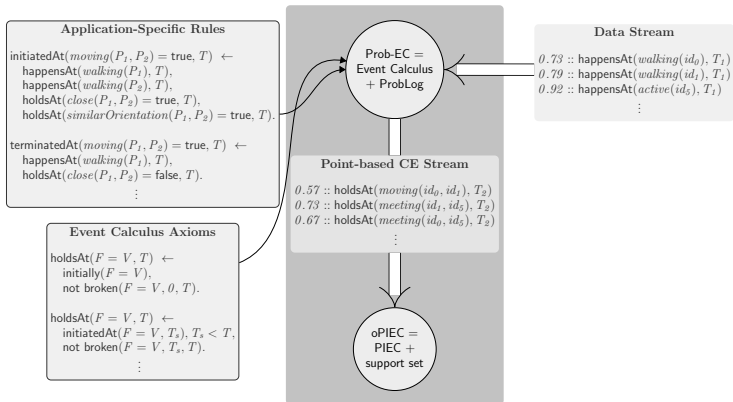 Application-Specific Rules
initiatedAt(moving(P₁, P₂) = true, T) ←
happensAt(walking(P₁), T),
happensAt(walking(P₂), T),
holdsAt(close(P₁, P₂) = true, T),
holdsAt(similarOrientation(P₁, P₂) = true, T).
terminatedAt(moving(P₁, P₂) = true, T) ←
happensAt(walking(P₁), T),
holdsAt(close(P₁, P₂) = false, T).
⋮
Event Calculus Axioms
holdsAt(F = V, T) ←
initially(F = V),
not broken(F = V, 0, T).
holdsAt(F = V, T) ←
initiatedAt(F = V, Tₛ), Tₛ < T,
not broken(F = V, Tₛ, T).
⋮
Prob-EC =
Event Calculus
+ ProbLog
Point-based CE Stream
0.57 :: holdsAt(moving(id₀, id₁), T₂)
0.73 :: holdsAt(meeting(id₁, id₅), T₂)
0.67 :: holdsAt(meeting(id₀, id₅), T₂)
⋮
oPIEC =
PIEC +
support set
Data Stream
0.73 :: happensAt(walking(id₀), T₁)
0.79 :: happensAt(walking(id₁), T₁)
0.92 :: happensAt(active(id₅), T₁)
⋮